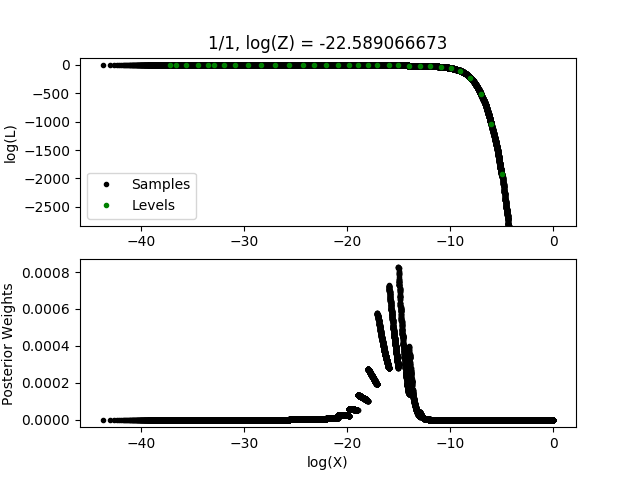 1/1, log(Z) = -22.589066673
log(L)
0
−500
−1000
−1500
−2000
−2500
Samples
Levels
−40 −30 −20 −10 0
Posterior Weights
0.0008
0.0006
0.0004
0.0002
0.0000
−40 −30 −20 −10 0
log(X)